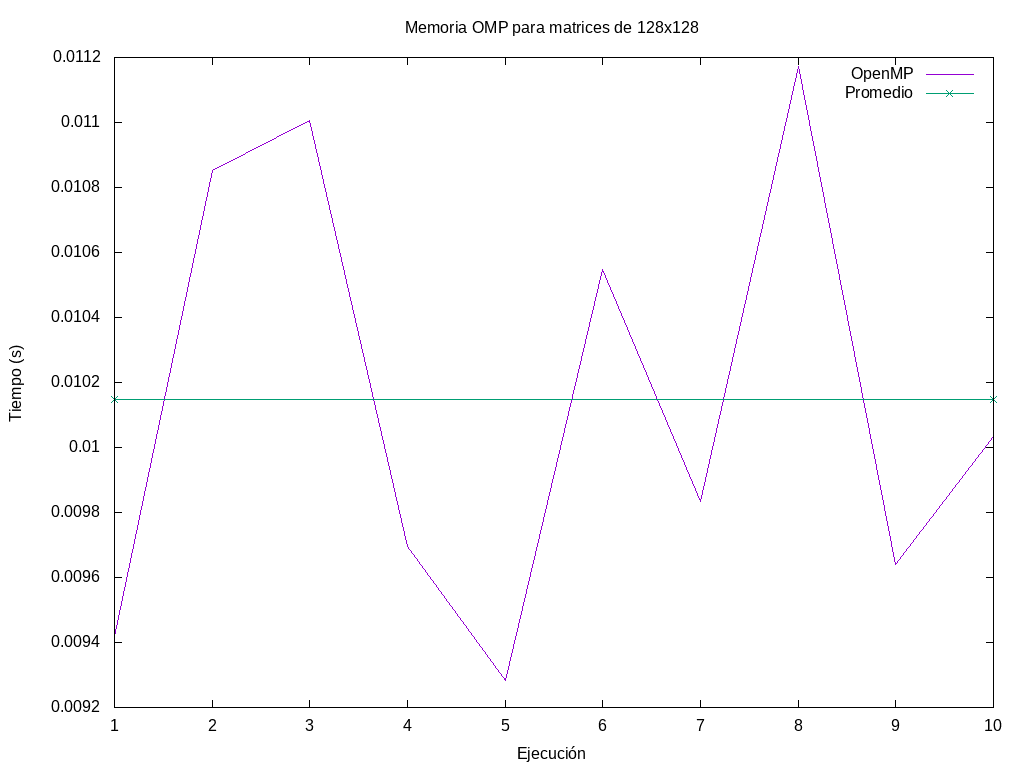 Memoria OMP para matrices de 128x128
OpenMP
Promedio
0.0112
0.011
0.0108
0.0106
0.0104
0.0102
0.01
0.0098
0.0096
0.0094
0.0092
Tiempo (s)
1 2 3 4 5 6 7 8 9 10
Ejecución